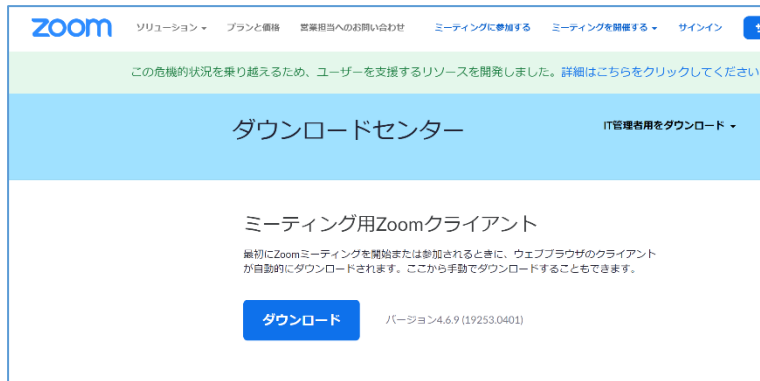 zoom ソリューション プランと価格 営業担当へのお問い合わせ ミーティングに参加する ミーティングを開催する サインイン
この危機的状況を乗り越えるため、ユーザーを支援するリソースを開発しました。詳細はこちらをクリックしてください
ダウンロードセンター IT管理者用をダウンロード
ミーティング用Zoomクライアント
最初にZoomミーティングを開始または参加されるときに、ウェブブラウザのクライアント
が自動的にダウンロードされます。ここから手動でダウンロードすることもできます。
ダウンロード バージョン4.6.9 (19253.0401)